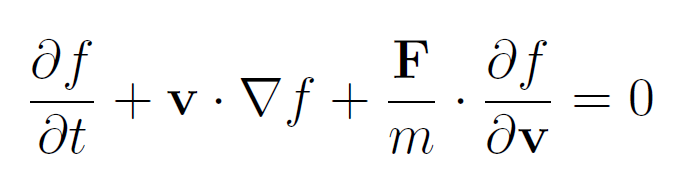 ∂f/∂t + v · ∇f + F/m · ∂f/∂v = 0